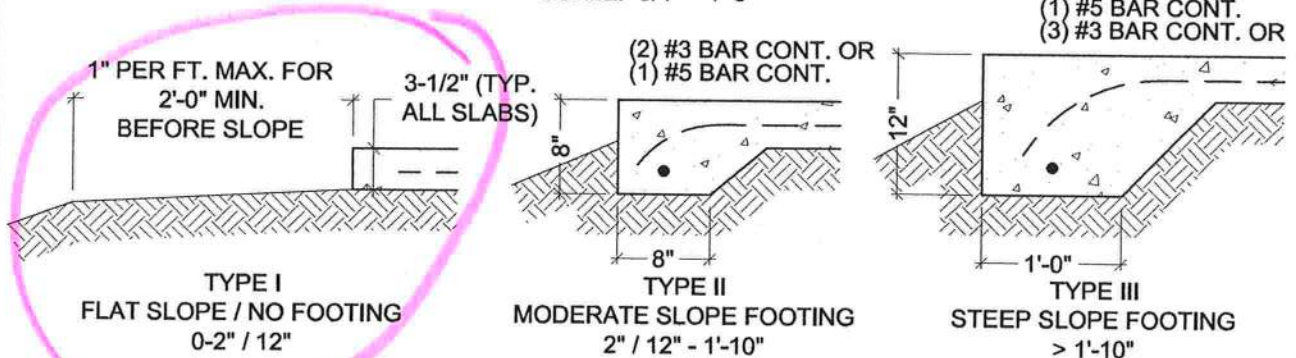 (1) #5 BAR CONT.
(3) #3 BAR CONT. OR
(2) #3 BAR CONT. OR
(1) #5 BAR CONT.
1" PER FT. MAX. FOR
2'-0" MIN.
BEFORE SLOPE
3-1/2" (TYP.
ALL SLABS)
8"
12"
8"
1'-0"
TYPE I
FLAT SLOPE / NO FOOTING
0-2" / 12"
TYPE II
MODERATE SLOPE FOOTING
2" / 12" - 1'-10"
TYPE III
STEEP SLOPE FOOTING
> 1'-10"